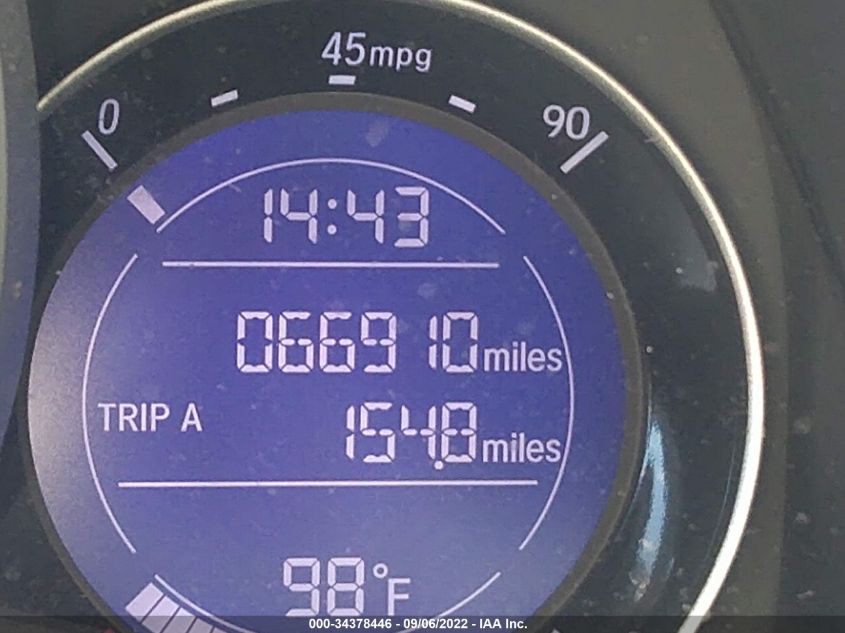 45mpg
0
90
14:43
066910miles
TRIP A 154.8miles
98°F
000-34378446 - 09/06/2022 - IAA Inc.